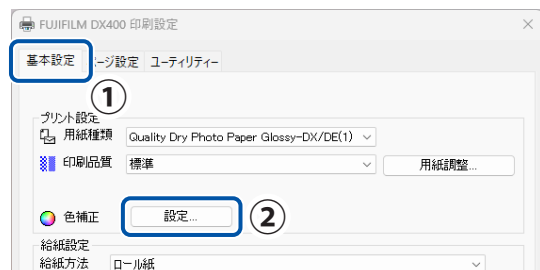 FUJIFILM DX400 印刷設定
基本設定 ージ設定 ユーティリティー
①
プリント設定
用紙種類 Quality Dry Photo Paper Glossy-DX/DE(1)
印刷品質 標準 用紙調整...
色補正 設定... ②
給紙設定
給紙方法 ロール紙